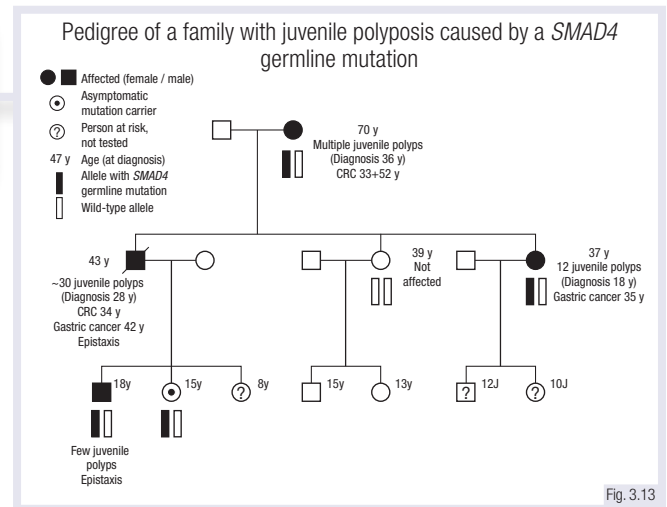 Pedigree of a family with juvenile polyposis caused by a SMAD4
germline mutation
Affected (female / male)
Asymptomatic
mutation carrier
? Person at risk,
not tested
47 y Age (at diagnosis)
Allele with SMAD4
germline mutation
Wild-type allele
70 y
Multiple juvenile polyps
(Diagnosis 36 y)
CRC 33+52 y
43 y
~30 juvenile polyps
(Diagnosis 28 y)
CRC 34 y
Gastric cancer 42 y
Epistaxis
39 y
Not
affected
37 y
12 juvenile polyps
(Diagnosis 18 y)
Gastric cancer 35 y
18y
15y
? 8y
15y
13y
? 12J
? 10J
Few juvenile
polyps
Epistaxis
Fig. 3.13